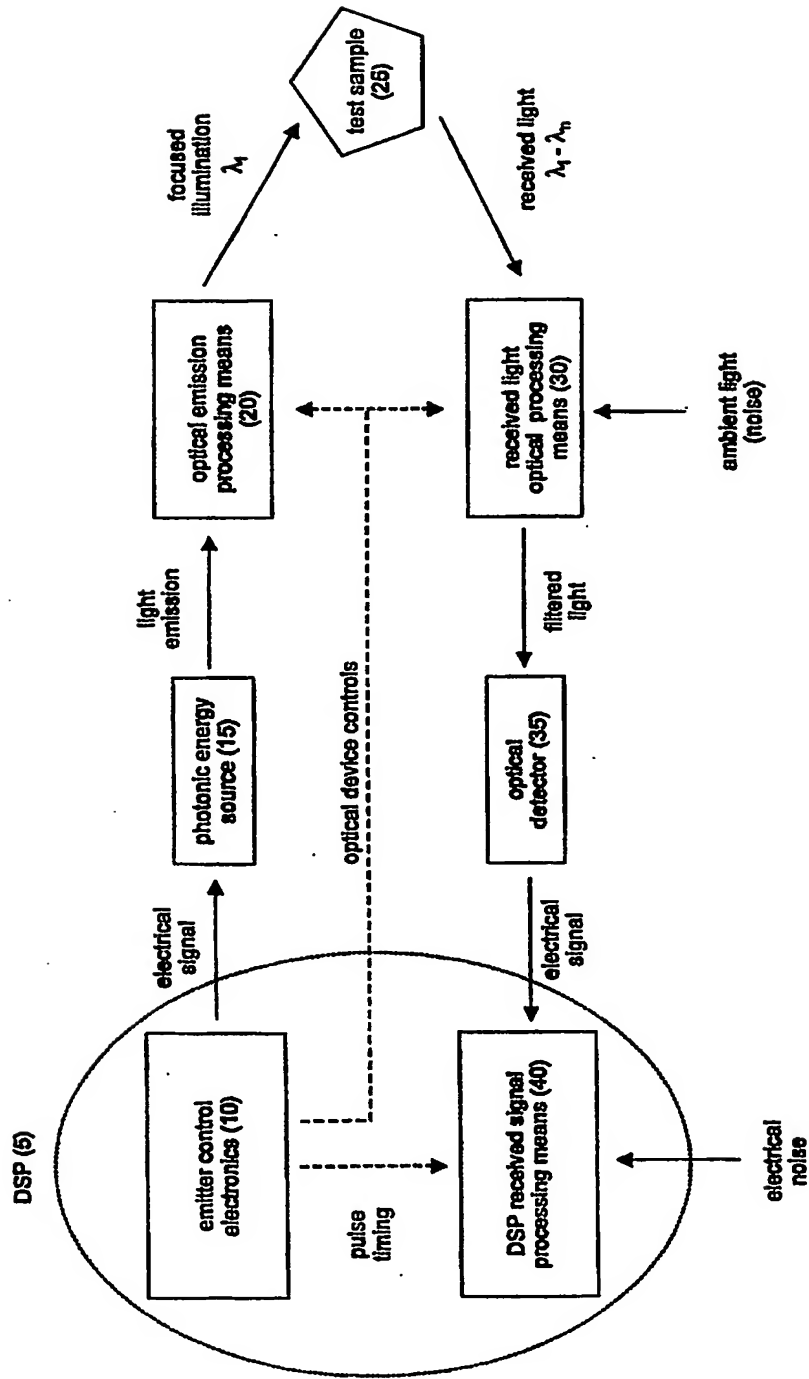 DSP (5)
emitter control
electronics (10)
electrical
signal
photonic energy
source (15)
light
emission
optical emission
processing means
(20)
focused
illumination
λ₁
test sample
(25)
received light
λ₁ - λₙ
received light
optical processing
means (30)
ambient light
(noise)
filtered
light
optical
detector (35)
electrical
signal
DSP received signal
processing means (40)
electrical
noise
pulse
timing
optical device controls